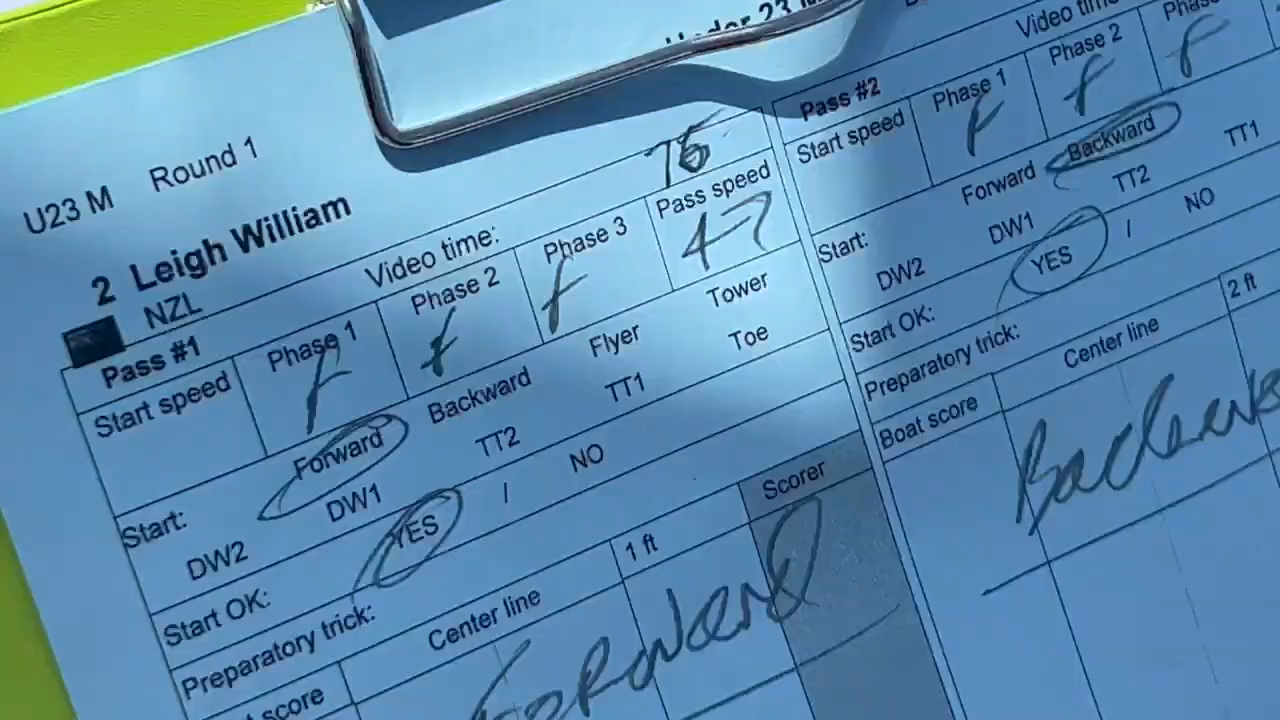 Under 23 M
U23 M Round 1
2 Leigh William
NZL
Video time:
T6
Pass #1
Start speed Phase 1 Phase 2 Phase 3 Pass speed
F f f 47
Start: Forward Backward Flyer Tower
DW2 DW1 TT2 TT1 Toe
Start OK: YES / NO
Preparatory trick:
score Center line 1 ft Scorer
Forward
Video time
Pass #2
Start speed Phase 1 Phase 2 Phase
F f f
Start: Forward Backward
DW2 DW1 TT2 TT1
Start OK: YES / NO
Preparatory trick:
Boat score Center line 2 ft